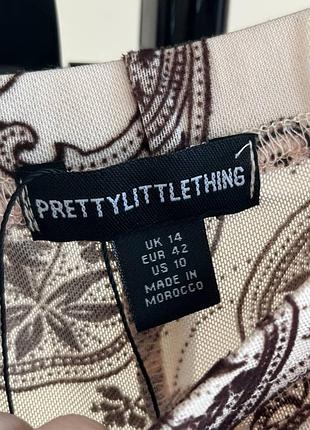 PRETTYLITTLETHING
UK 14
EUR 42
US 10
MADE IN
MOROCCO